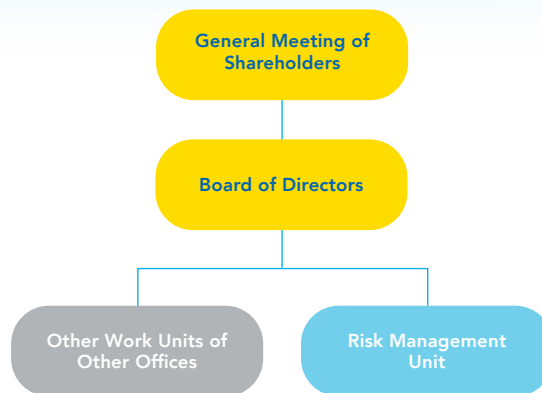 General Meeting of
Shareholders
Board of Directors
Other Work Units of
Other Offices
Risk Management
Unit